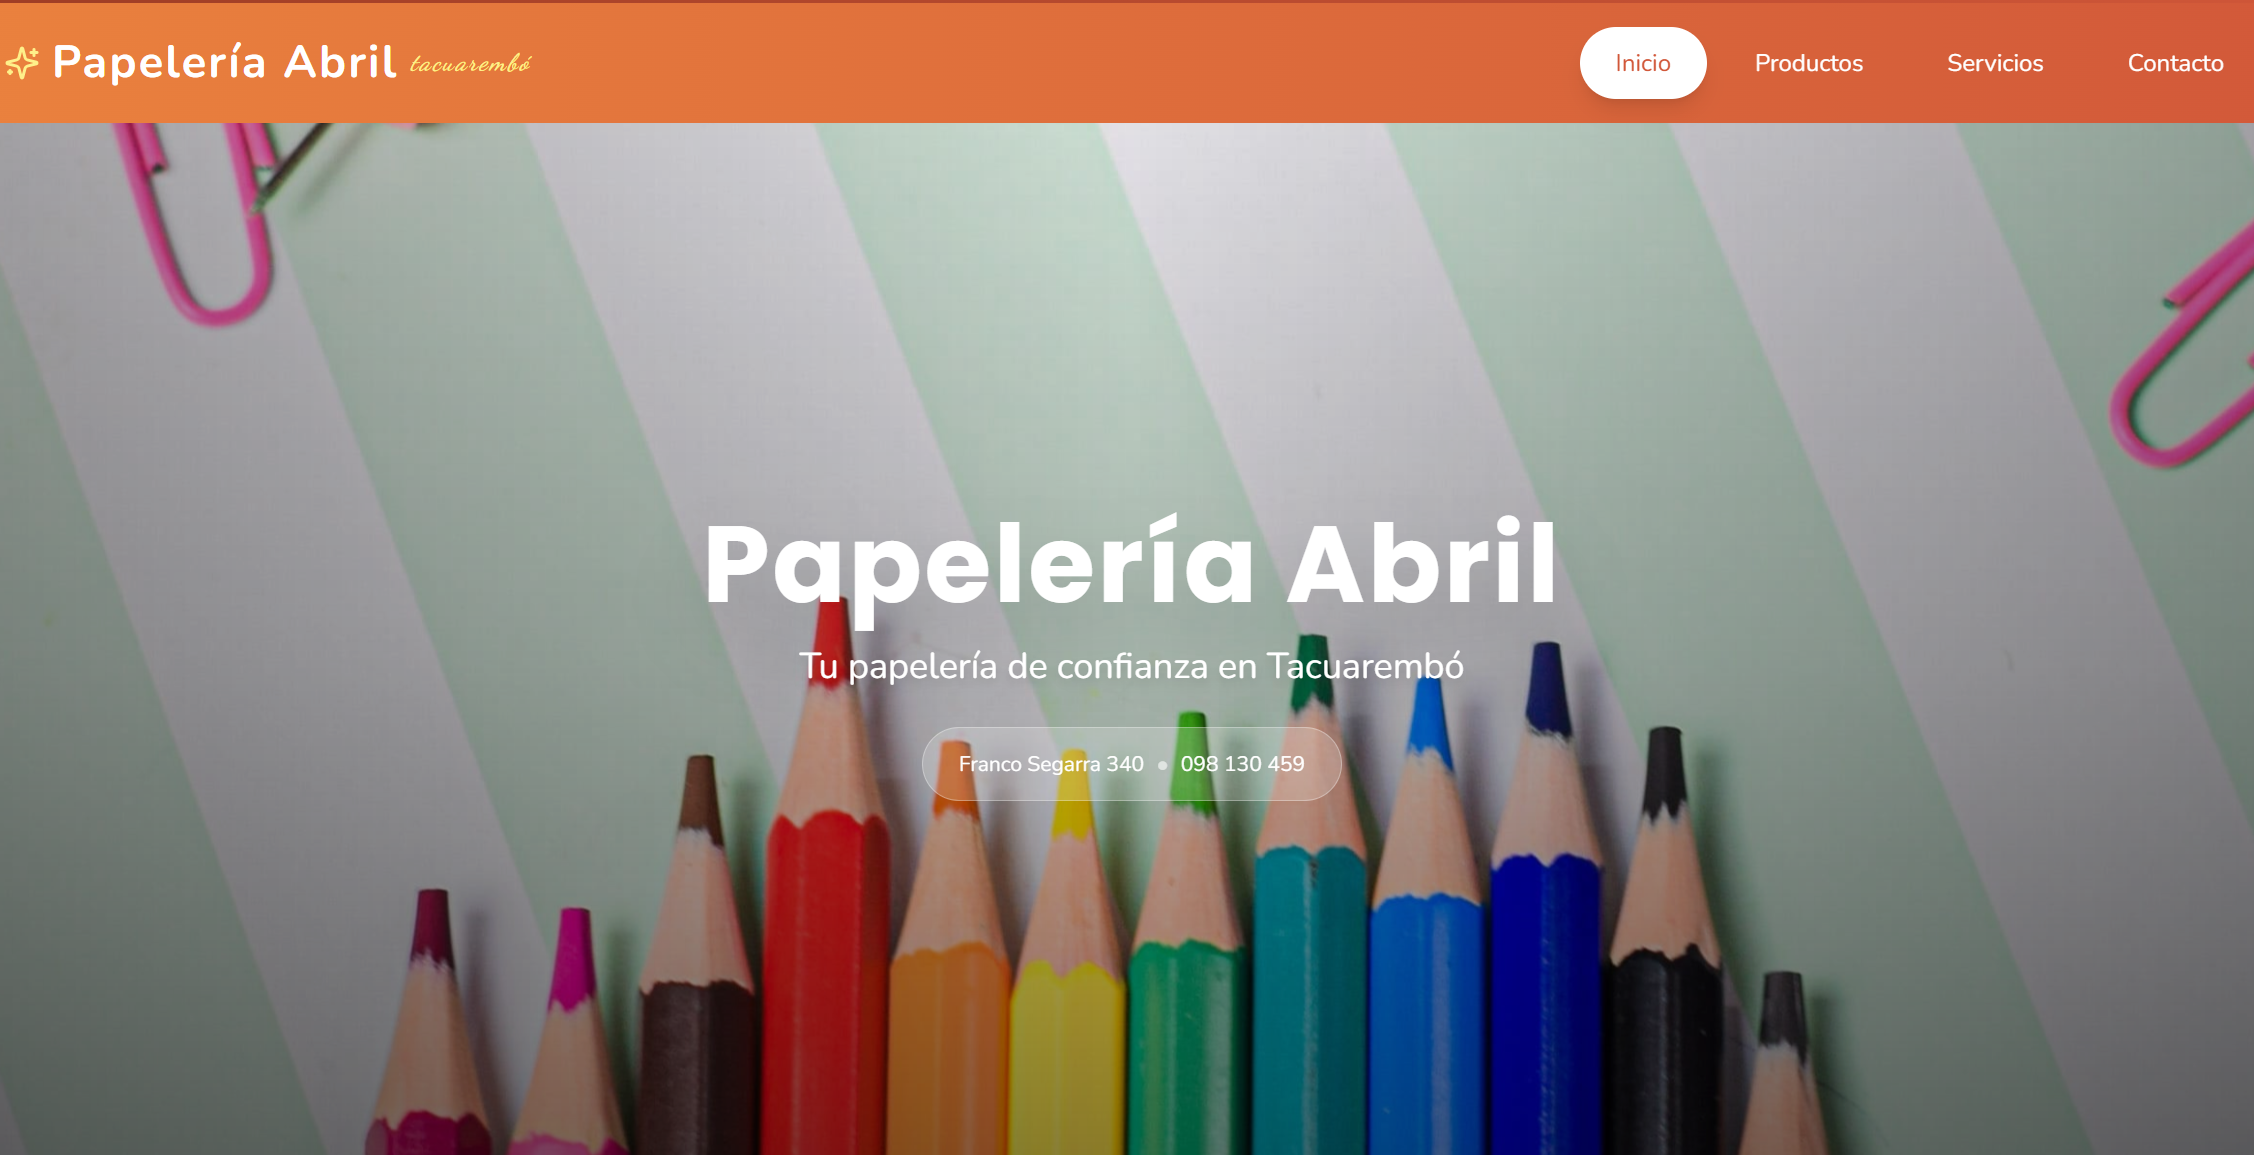 Papelería Abril tacuarembó
Inicio Productos Servicios Contacto
Papelería Abril
Tu papelería de confianza en Tacuarembó
Franco Segarra 340 • 098 130 459